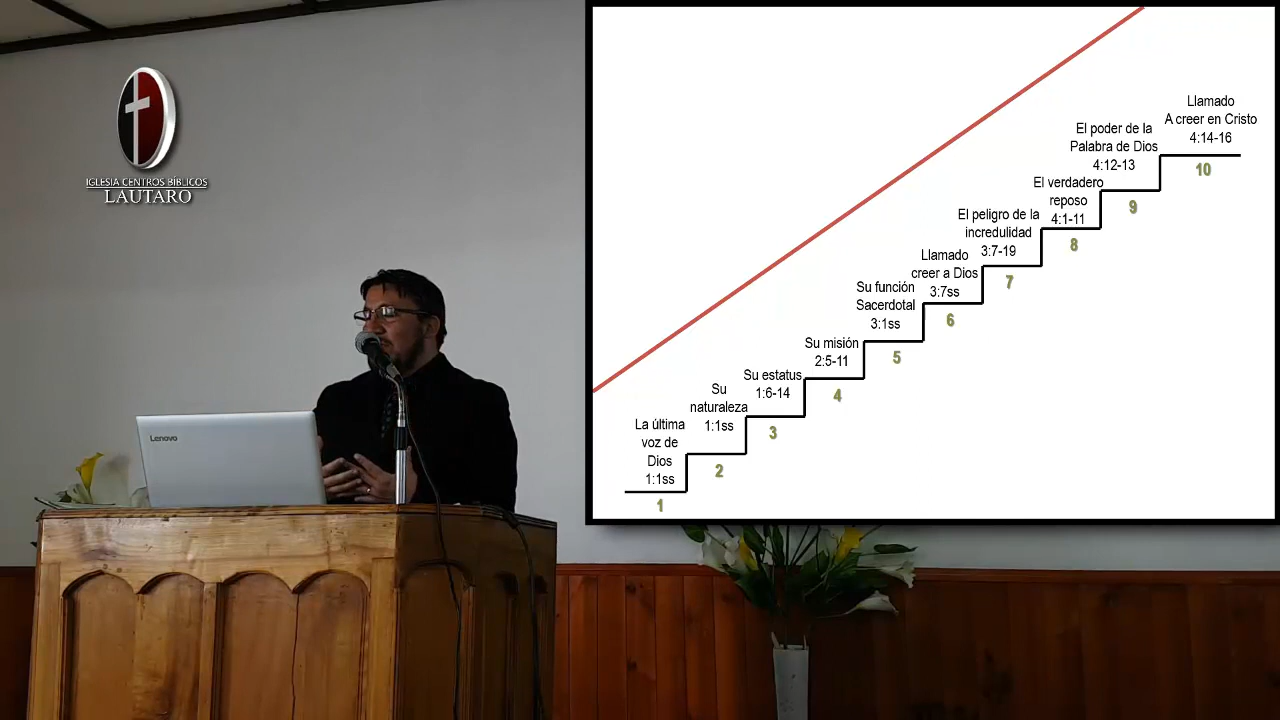 IGLESIA CENTROS BÍBLICOS
LAUTARO
Lenovo
La última
voz de
Dios
1:1ss
1
Su
naturaleza
1:1ss
2
Su estatus
1:6-14
3
Su misión
2:5-11
4
Su función
Sacerdotal
3:1ss
5
Llamado
creer a Dios
3:7ss
6
El peligro de la
incredulidad
3:7-19
7
El verdadero
reposo
4:1-11
8
El poder de la
Palabra de Dios
4:12-13
9
Llamado
A creer en Cristo
4:14-16
10